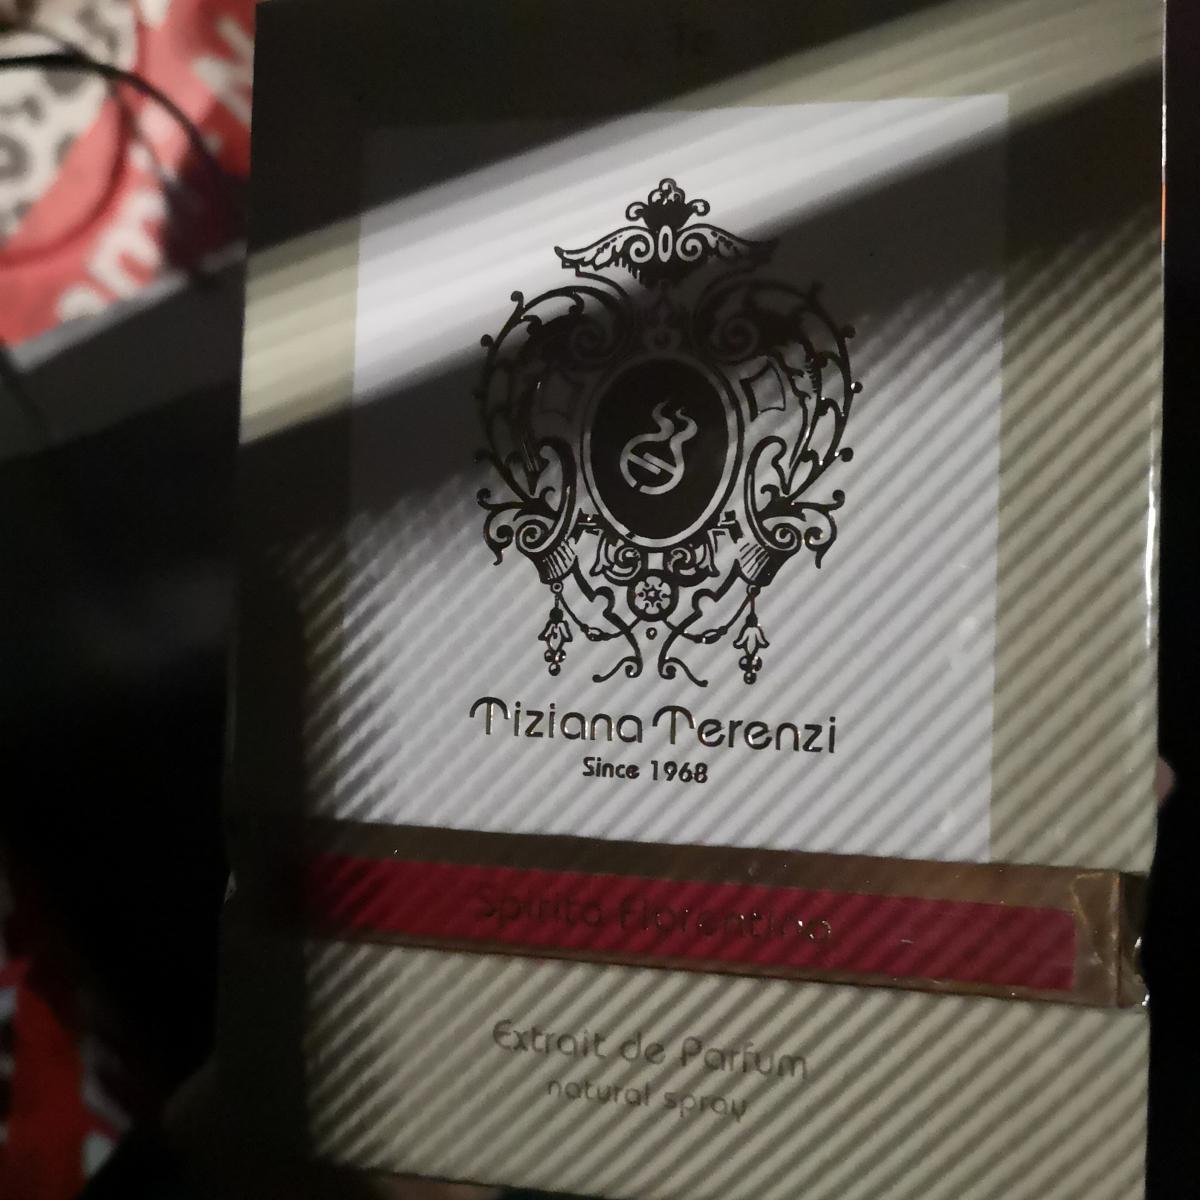 Tiziana Terenzi
Since 1968
Spirito Fiorentino
Extrait de Parfum
natural spray